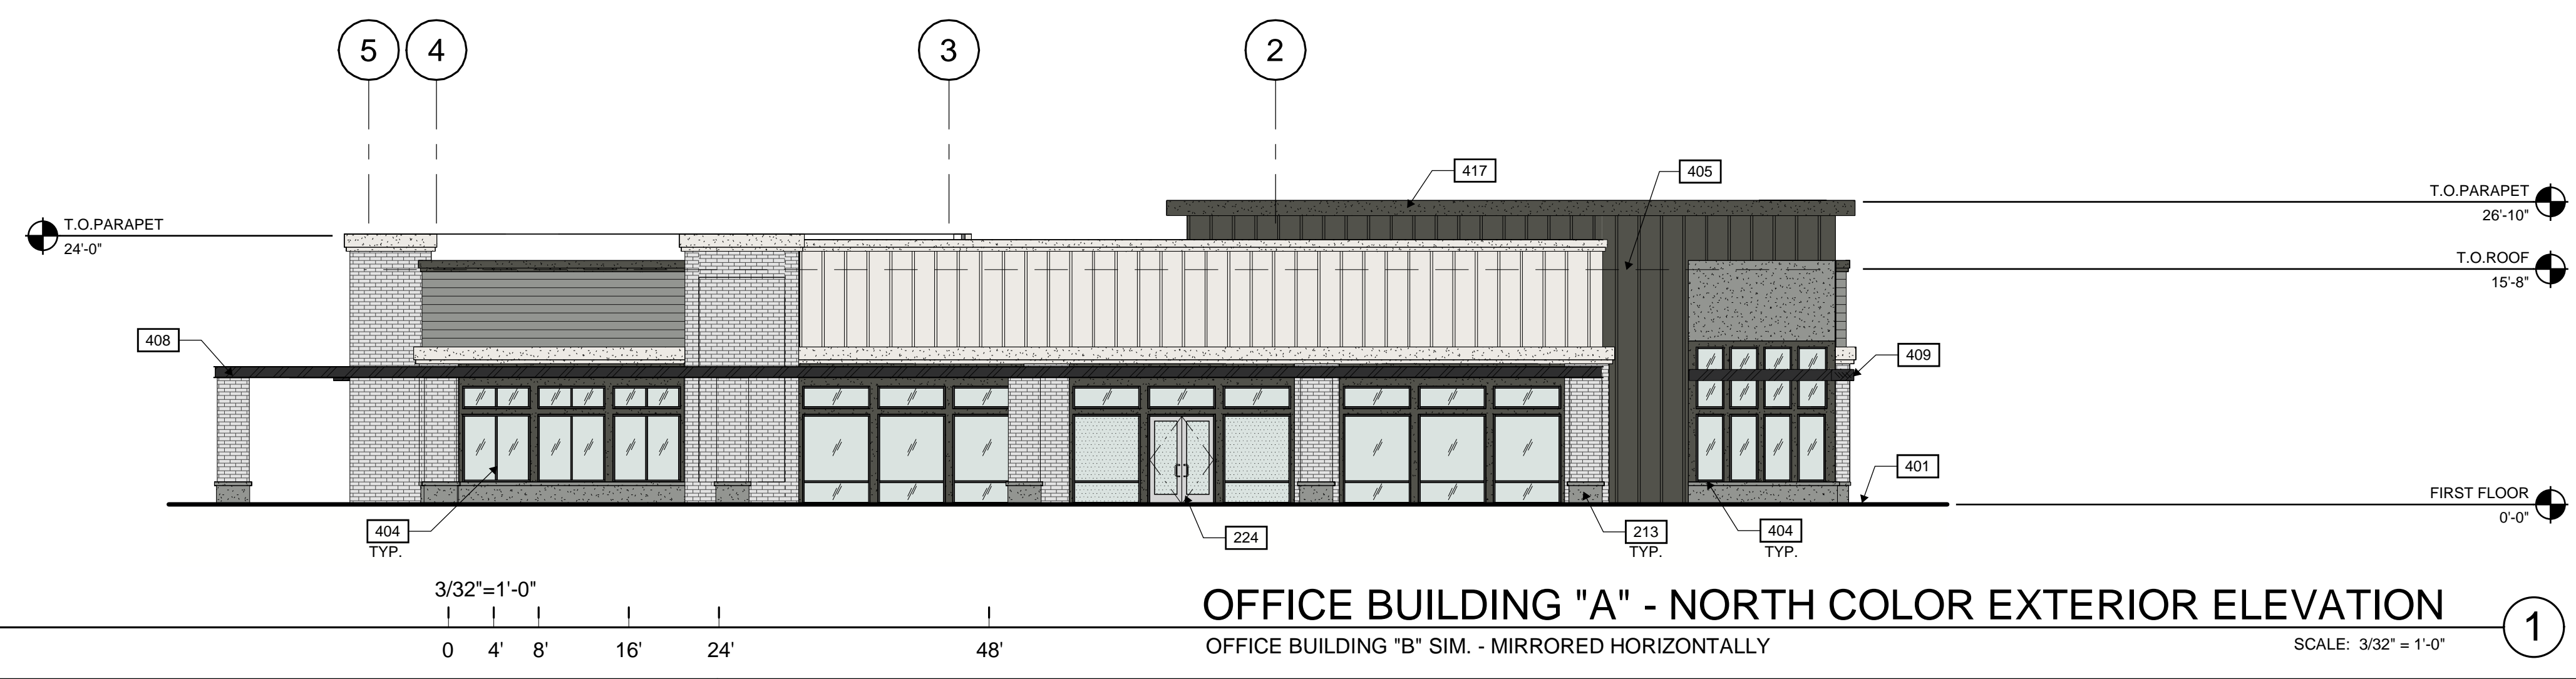 5 4 3 2
417 405
T.O.PARAPET
24'-0"
T.O.PARAPET
26'-10"
T.O.ROOF
15'-8"
408
409
401
FIRST FLOOR
0'-0"
404
TYP.
224
213
TYP.
404
TYP.
3/32"=1'-0"
0 4' 8' 16' 24' 48'
OFFICE BUILDING "A" - NORTH COLOR EXTERIOR ELEVATION
1
OFFICE BUILDING "B" SIM. - MIRRORED HORIZONTALLY
SCALE: 3/32" = 1'-0"